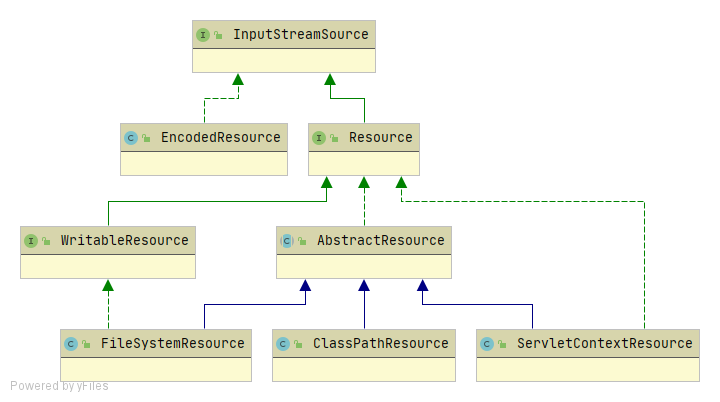 InputStreamSource
EncodedResource
Resource
WritableResource
AbstractResource
FileSystemResource
ClassPathResource
ServletContextResource
Powered by yFiles